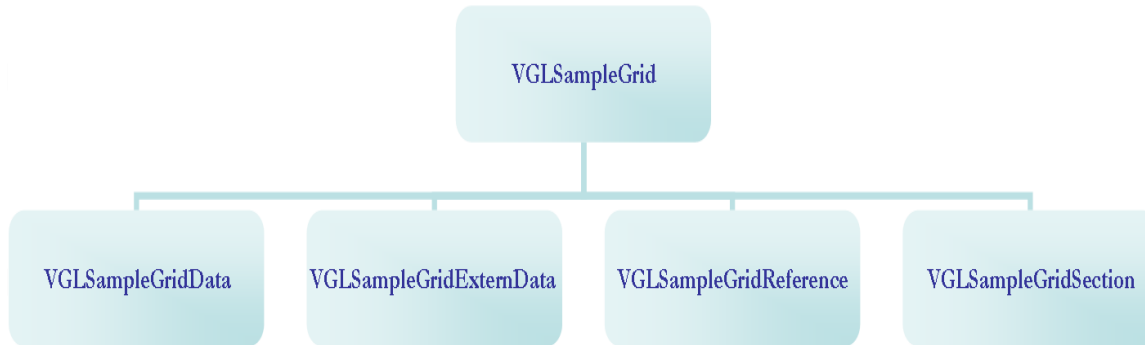 VGLSampleGrid
VGLSampleGridData
VGLSampleGridExternData
VGLSampleGridReference
VGLSampleGridSection